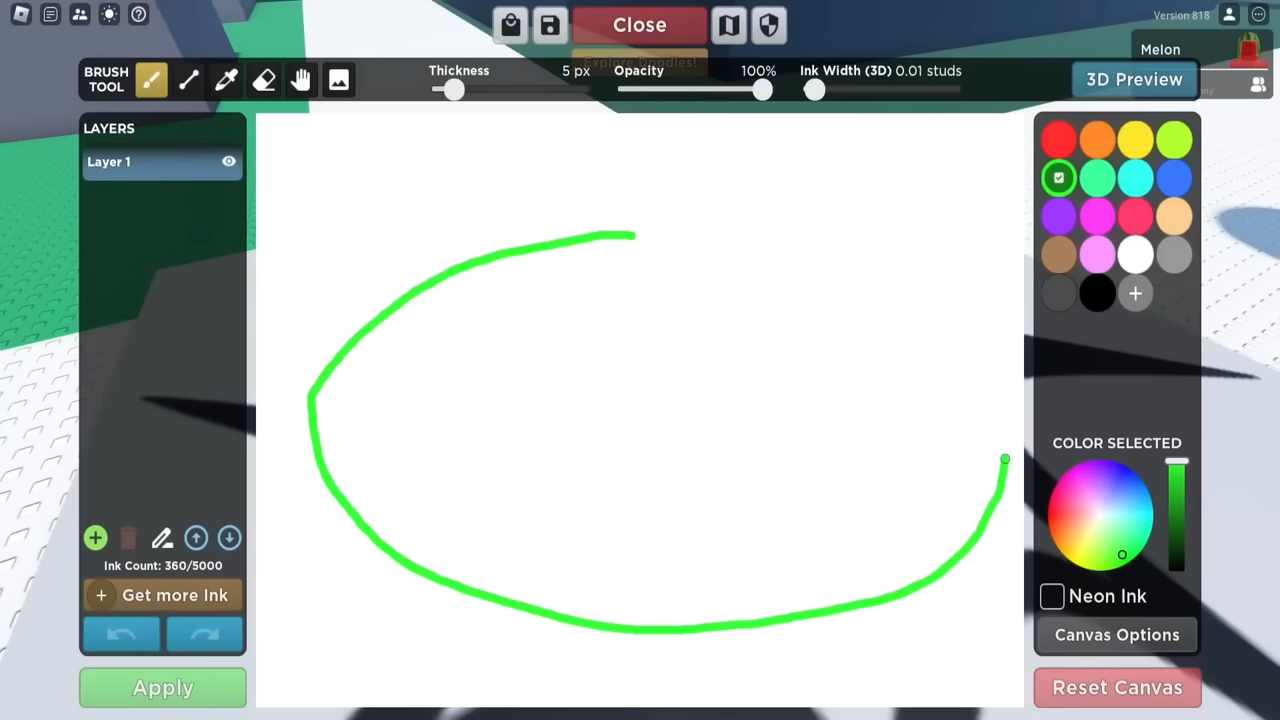 Version 818
Close
Explore Doodles!
Melon
BRUSH
TOOL
Thickness
5 px
Opacity
100%
Ink Width (3D) 0.01 studs
3D Preview
LAYERS
Layer 1
COLOR SELECTED
Ink Count: 360/5000
+ Get more Ink
Neon Ink
Canvas Options
Apply
Reset Canvas